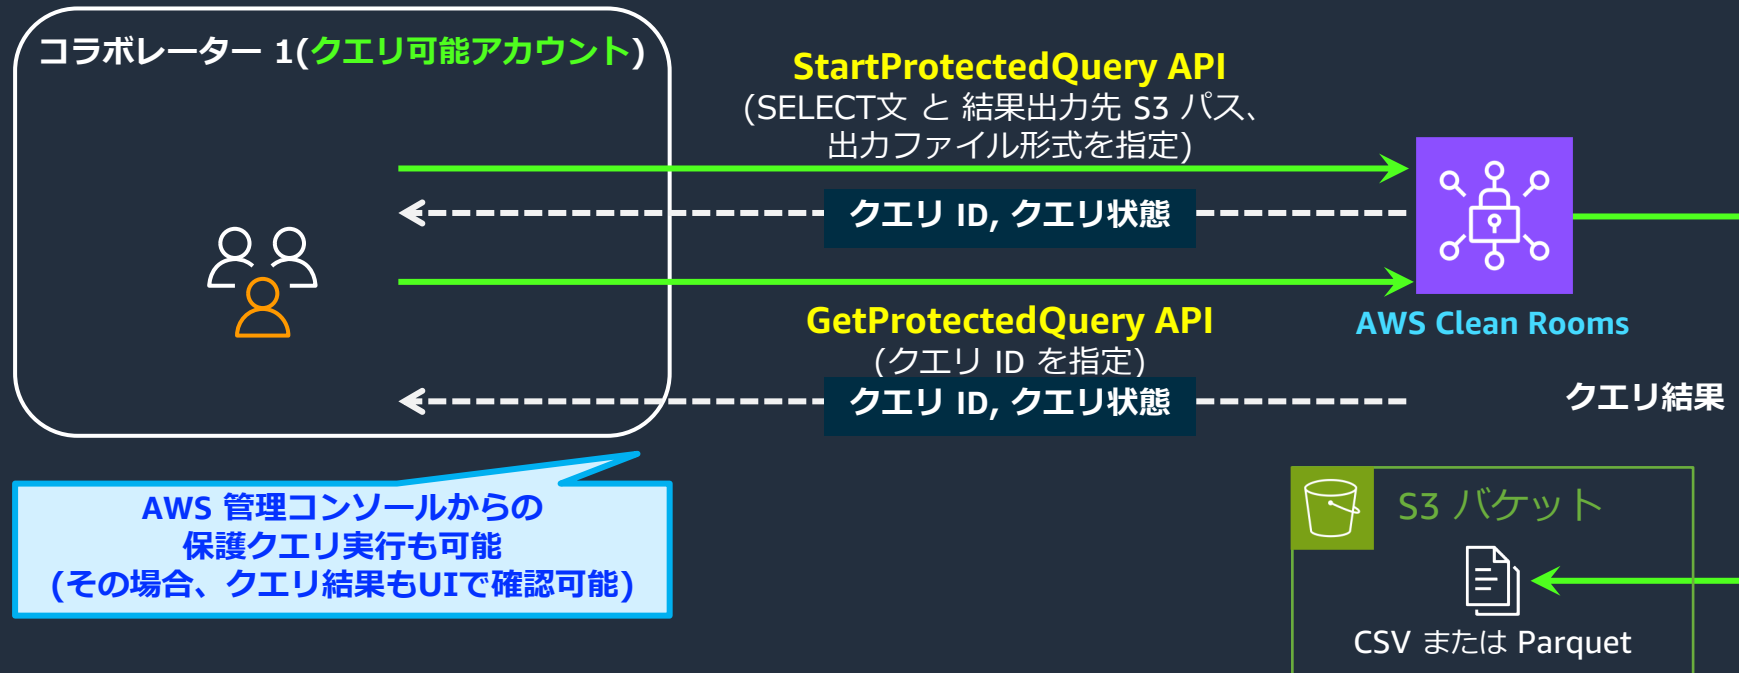 コラボレーター 1(クエリ可能アカウント)
StartProtectedQuery API
(SELECT文 と 結果出力先 S3 パス、
出力ファイル形式を指定)
クエリ ID, クエリ状態
GetProtectedQuery API
(クエリ ID を指定)
クエリ ID, クエリ状態
AWS Clean Rooms
クエリ結果
AWS 管理コンソールからの
保護クエリ実行も可能
(その場合、クエリ結果もUIで確認可能)
S3 バケット
CSV または Parquet